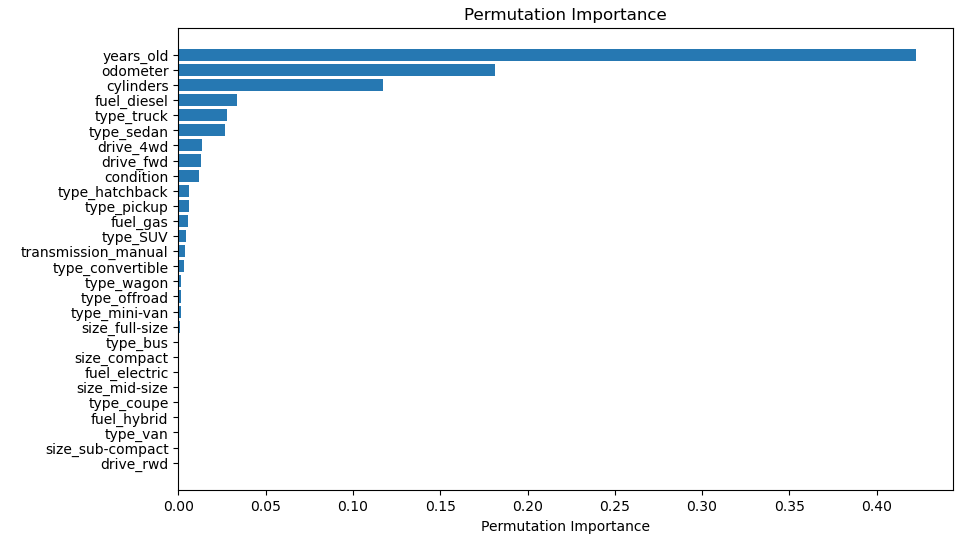 Permutation Importance
years_old
odometer
cylinders
fuel_diesel
type_truck
type_sedan
drive_4wd
drive_fwd
condition
type_hatchback
type_pickup
fuel_gas
type_SUV
transmission_manual
type_convertible
type_wagon
type_offroad
type_mini-van
size_full-size
type_bus
size_compact
fuel_electric
size_mid-size
type_coupe
fuel_hybrid
type_van
size_sub-compact
drive_rwd
0.00 0.05 0.10 0.15 0.20 0.25 0.30 0.35 0.40
Permutation Importance